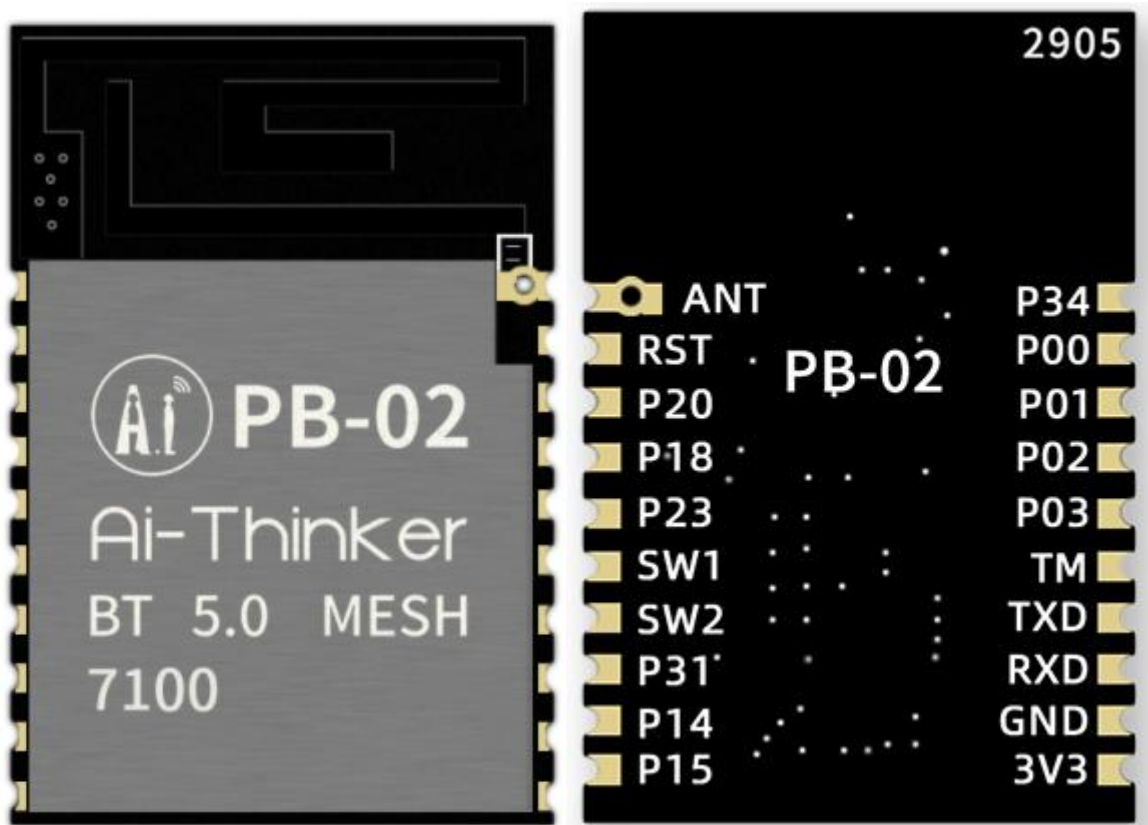 A.i PB-02
Ai-Thinker
BT 5.0 MESH
7100
2905
ANT P34
RST P00
PB-02
P20 P01
P18 P02
P23 P03
SW1 TM
SW2 TXD
P31 RXD
P14 GND
P15 3V3